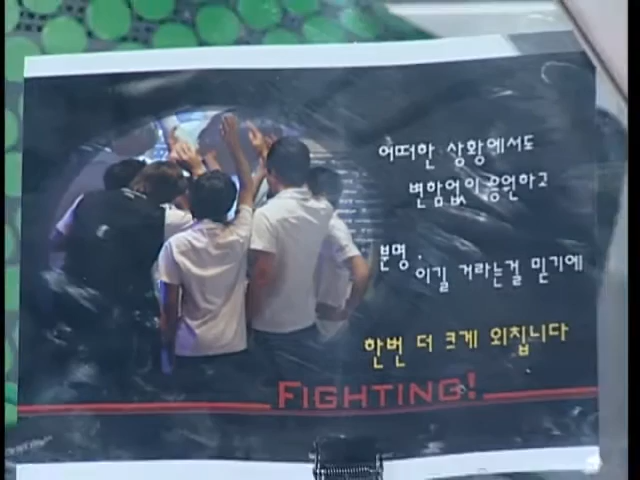 어떠한 상황에서도
변함없이 응원하고
분명.
이길 거라는걸 믿기에
한번 더 크게 외칩니다
FIGHTING!